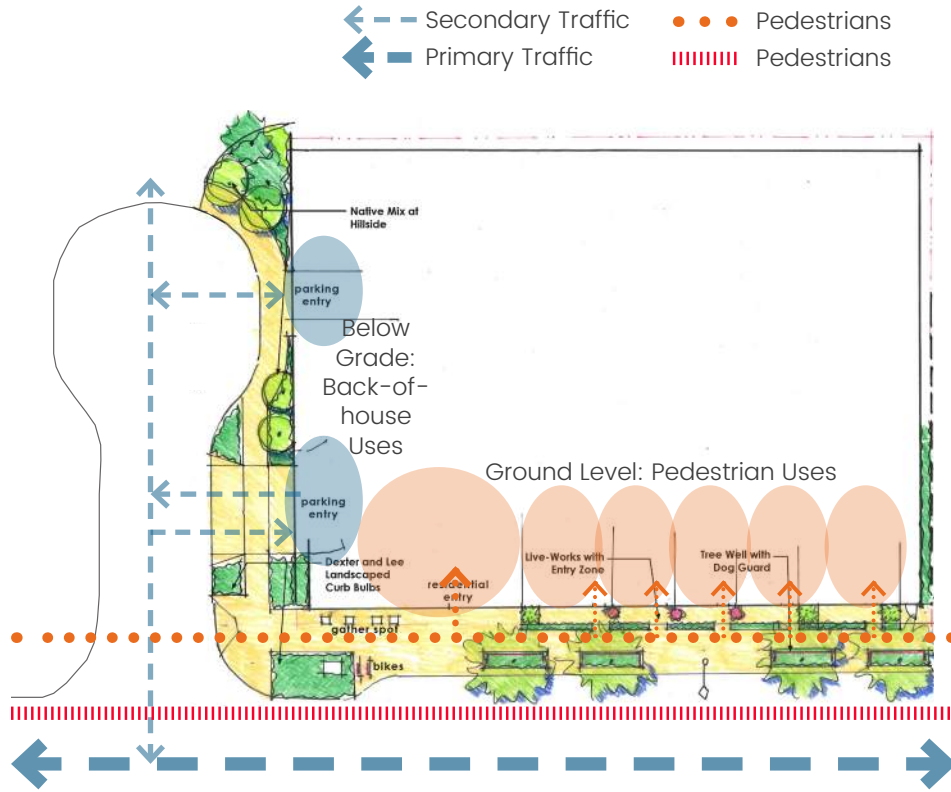 Secondary Traffic
Pedestrians
Primary Traffic
Pedestrians
Native Mix at
Hillside
parking
entry
Below
Grade:
Back-of-
house
Uses
Ground Level: Pedestrian Uses
parking
entry
Dexter and Lee
Landscaped
Curb Bulbs
residential
entry
Live-Works with
Entry Zone
Tree Well with
Dog Guard
gather spot
bikes